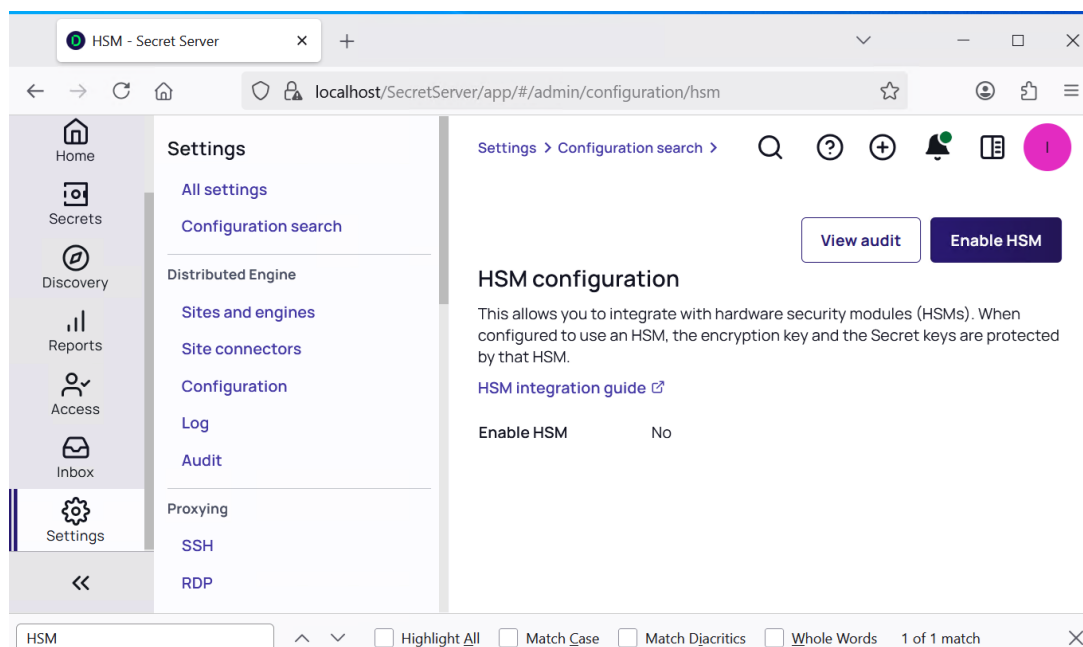 HSM - Secret Server
localhost/SecretServer/app/#/admin/configuration/hsm
Home
Secrets
Discovery
Reports
Access
Inbox
Settings
Settings
All settings
Configuration search
Distributed Engine
Sites and engines
Site connectors
Configuration
Log
Audit
Proxying
SSH
RDP
Settings > Configuration search >
I
View audit
Enable HSM
HSM configuration
This allows you to integrate with hardware security modules (HSMs). When
configured to use an HSM, the encryption key and the Secret keys are protected
by that HSM.
HSM integration guide
Enable HSM No
HSM Highlight All Match Case Match Diacritics Whole Words 1 of 1 match